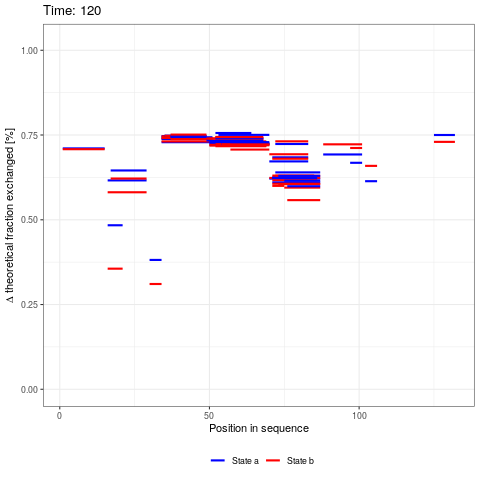 Time: 120
Δ theoretical fraction exchanged [%]
1.00
0.75
0.50
0.25
0.00
0 50 100
Position in sequence
State a State b